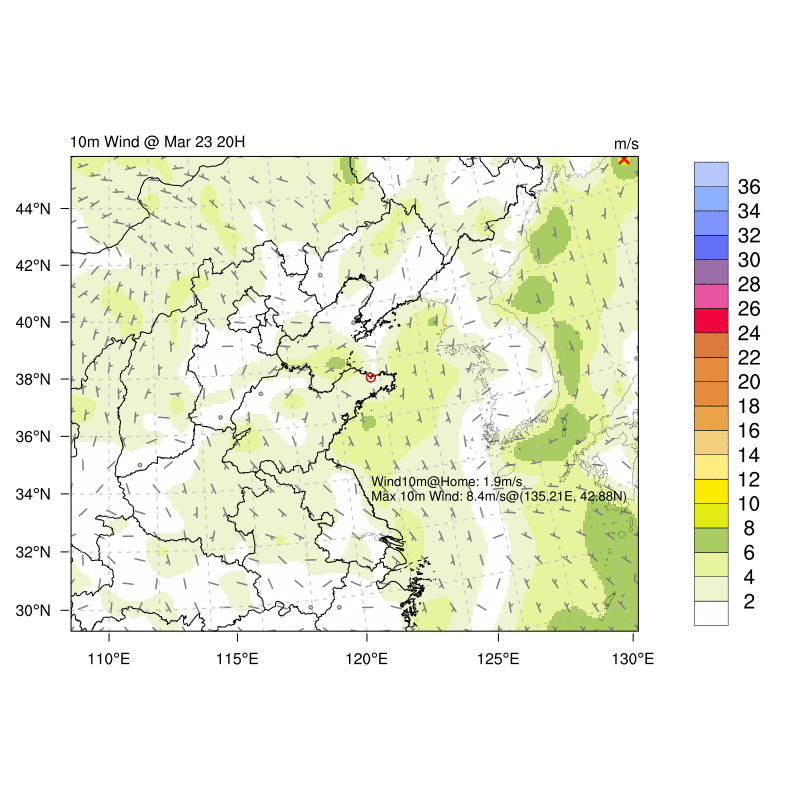 10m Wind @ Mar 23 20H
m/s
44°N
42°N
40°N
38°N
36°N
34°N
32°N
30°N
110°E
115°E
120°E
125°E
130°E
Wind10m@Home: 1.9m/s
Max 10m Wind: 8.4m/s@(135.21E, 42.88N)
36
34
32
30
28
26
24
22
20
18
16
14
12
10
8
6
4
2